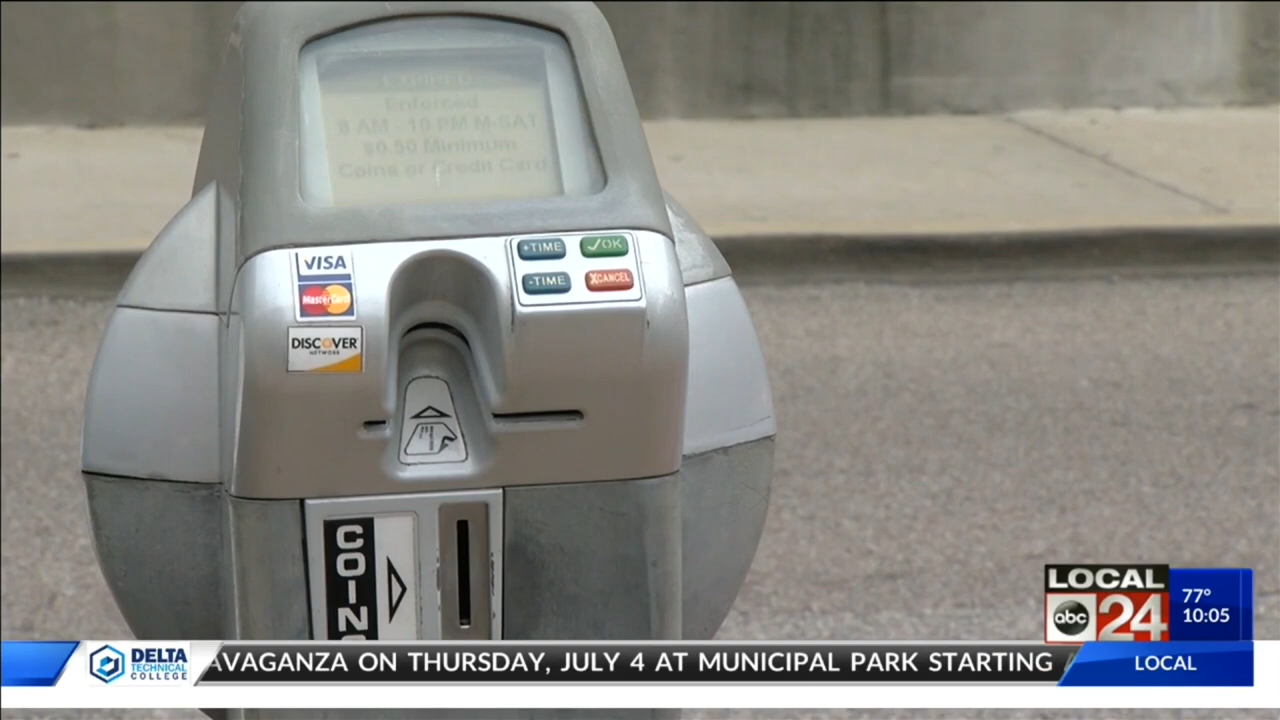 EXPIRED
Enforced
8 AM - 10 PM M-SAT
$0.50 Minimum
Coins or Credit Card
VISA
MasterCard
DISCOVER
NETWORK
+TIME
✓OK
-TIME
XCANCEL
COIN
LOCAL
abc 24
77°
10:05
DELTA
TECHNICAL
COLLEGE
AVAGANZA ON THURSDAY, JULY 4 AT MUNICIPAL PARK STARTING
LOCAL